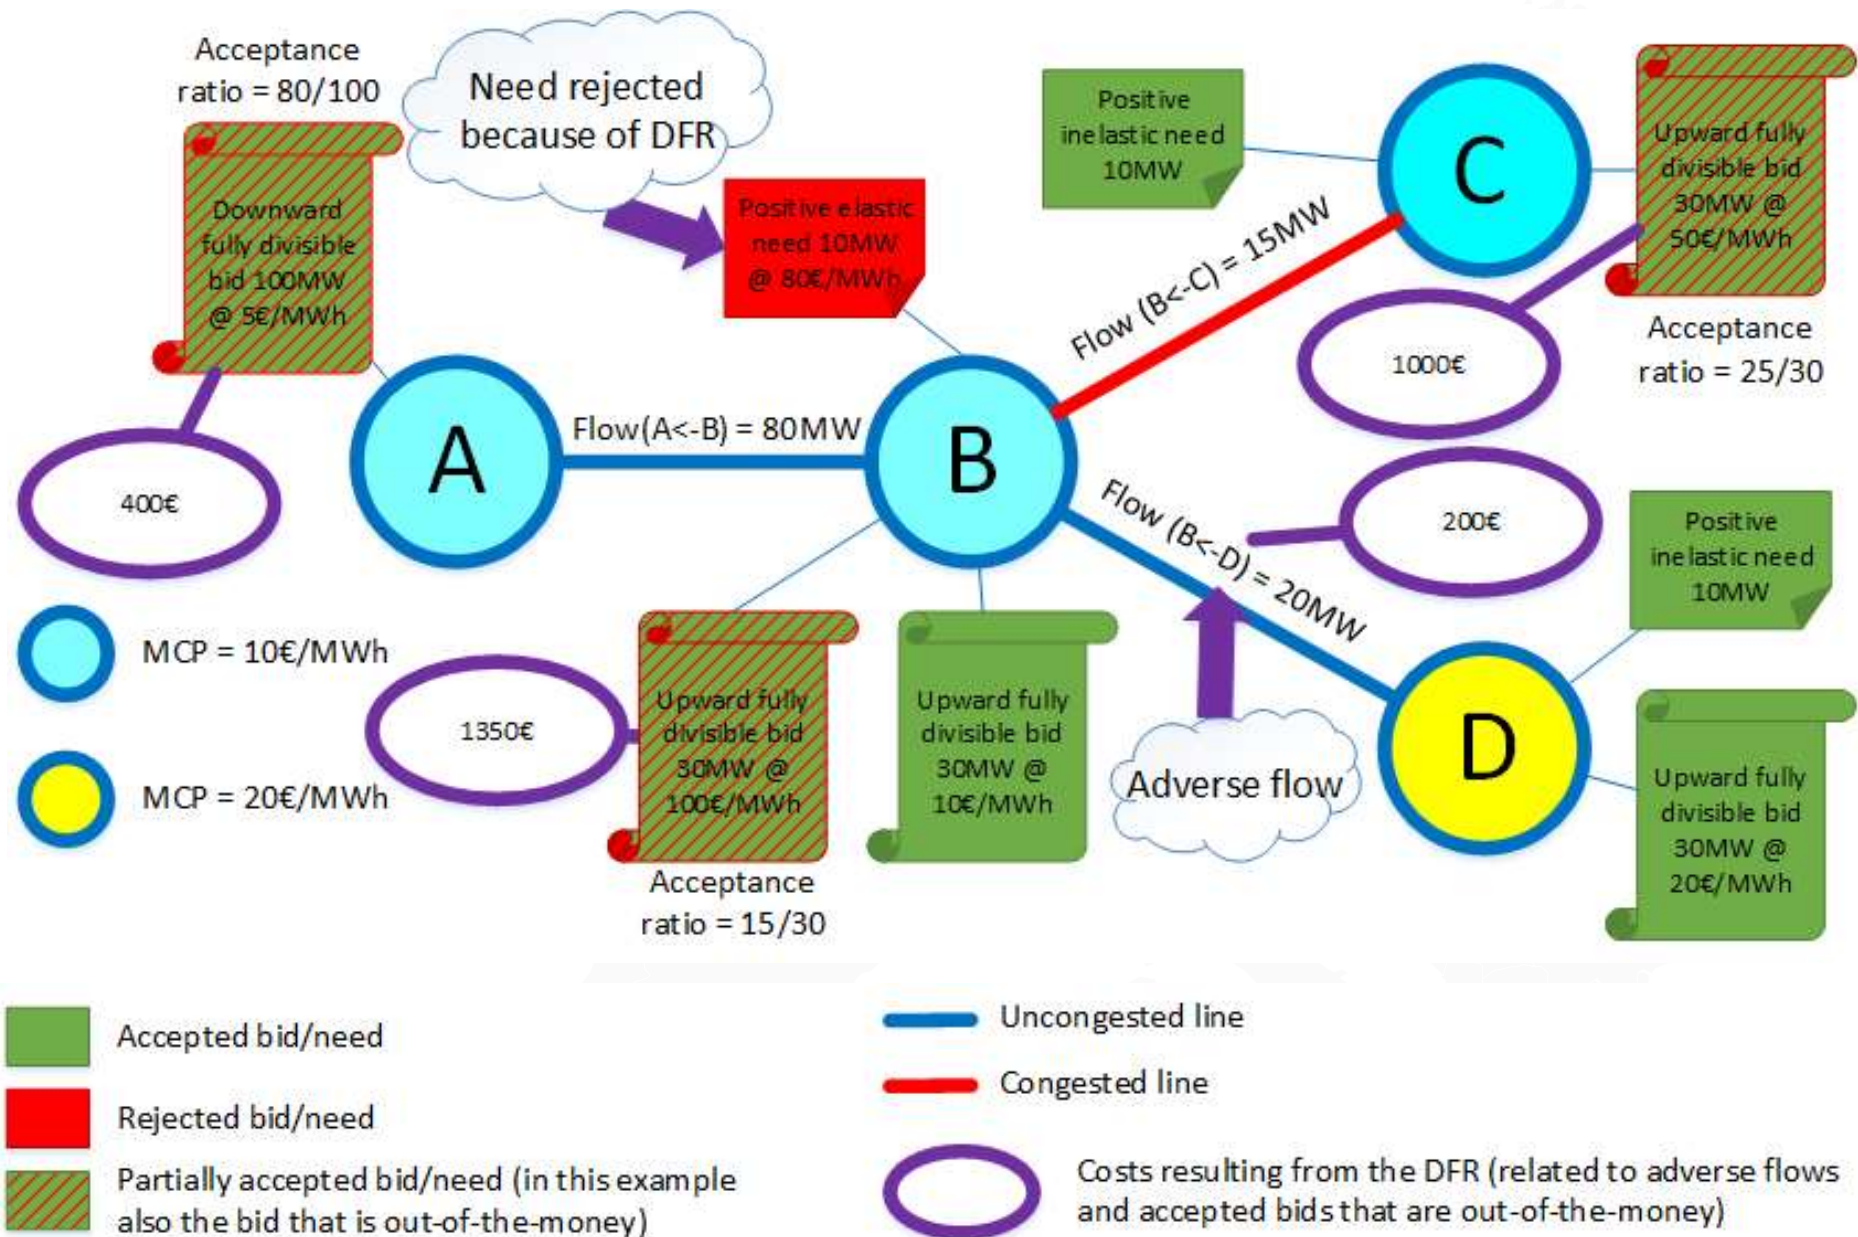 Acceptance
ratio = 80/100
Need rejected
because of DFR
Downward
fully divisible
bid 100MW
@ 5€/MWh
Positive elastic
need 10MW
@ 80€/MWh
Positive
inelastic need
10MW
C
Upward fully
divisible bid
30MW @
50€/MWh
Acceptance
ratio = 25/30
Flow (B<-C) = 15MW
1000€
400€
A
Flow(A<-B) = 80MW
B
Flow (B<-D) = 20MW
200€
Positive
inelastic need
10MW
MCP = 10€/MWh
MCP = 20€/MWh
1350€
Upward fully
divisible bid
30MW @
100€/MWh
Acceptance
ratio = 15/30
Upward fully
divisible bid
30MW @
10€/MWh
Adverse flow
D
Upward fully
divisible bid
30MW @
20€/MWh
Accepted bid/need
Rejected bid/need
Partially accepted bid/need (in this example
also the bid that is out-of-the-money)
Uncongested line
Congested line
Costs resulting from the DFR (related to adverse flows
and accepted bids that are out-of-the-money)